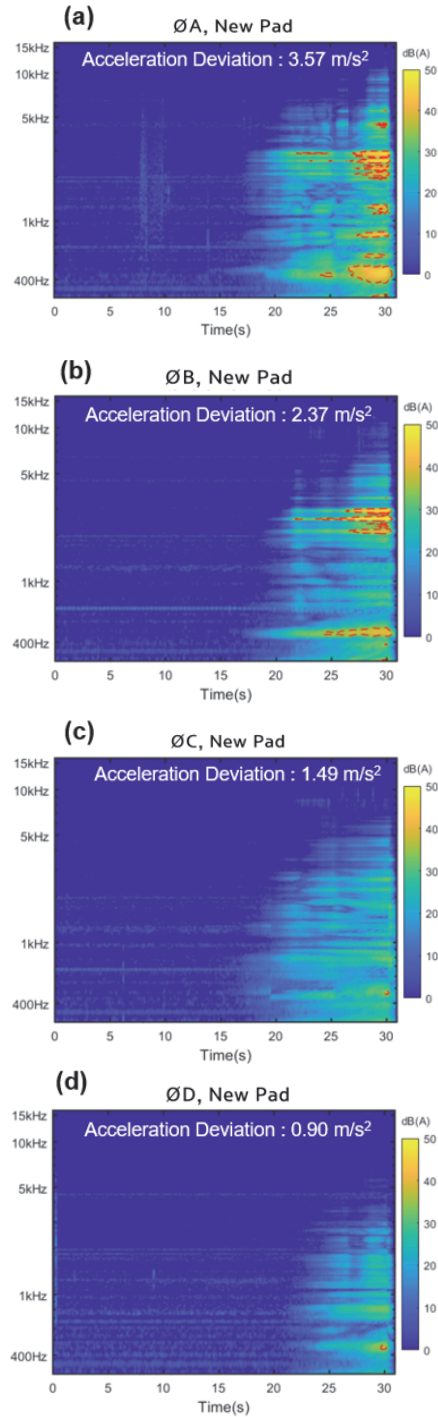 (a)
ØA, New Pad
Acceleration Deviation : 3.57 m/s²
dB(A)
15kHz
5kHz
1kHz
400Hz
50
40
30
20
10
0
0 5 10 15 20 25 30
Time(s)
(b)
ØB, New Pad
Acceleration Deviation : 2.37 m/s²
dB(A)
15kHz
5kHz
1kHz
400Hz
50
40
30
20
10
0
0 5 10 15 20 25 30
Time(s)
(c)
ØC, New Pad
Acceleration Deviation : 1.49 m/s²
dB(A)
15kHz
5kHz
1kHz
400Hz
50
40
30
20
10
0
0 5 10 15 20 25 30
Time(s)
(d)
ØD, New Pad
Acceleration Deviation : 0.90 m/s²
dB(A)
15kHz
5kHz
1kHz
400Hz
50
40
30
20
10
0
0 5 10 15 20 25 30
Time(s)